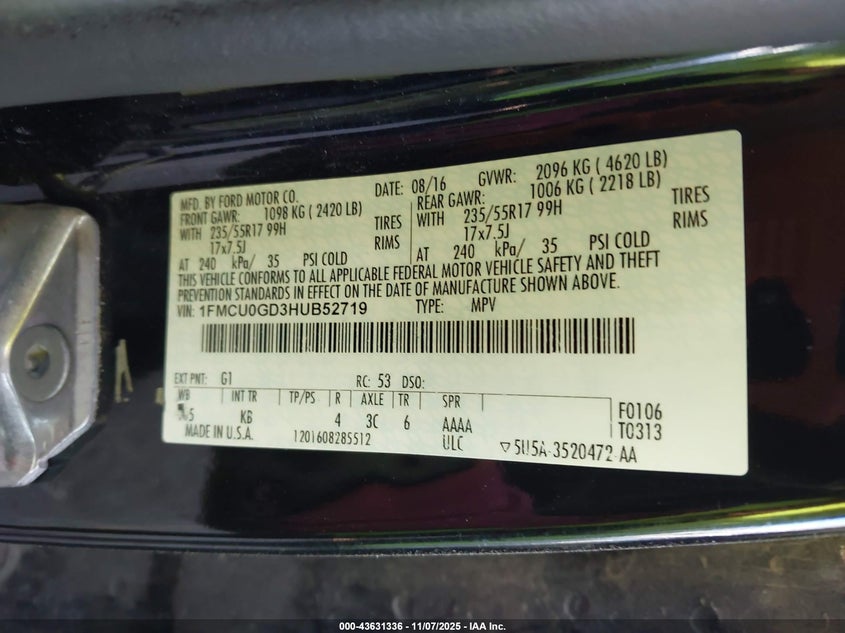 MFD. BY FORD MOTOR CO. DATE: 08/16 GVWR: 2096 KG ( 4620 LB)
FRONT GAWR: 1098 KG ( 2420 LB) REAR GAWR: 1006 KG ( 2218 LB)
WITH 235/55R17 99H TIRES WITH 235/55R17 99H TIRES
17x7.5J RIMS 17x7.5J RIMS
AT 240 kPa/ 35 PSI COLD AT 240 kPa/ 35 PSI COLD
THIS VEHICLE CONFORMS TO ALL APPLICABLE FEDERAL MOTOR VEHICLE SAFETY AND THEFT
PREVENTION STANDARDS IN EFFECT ON THE DATE OF MANUFACTURE SHOWN ABOVE.
VIN: 1FMCU0GD3HUB52719 TYPE: MPV
EXT PNT: G1 RC: 53 DSO:
WB INT TR TP/PS R AXLE TR SPR F0106
5 KB 4 3C 6 AAAA T0313
MADE IN U.S.A. 1201608285512 ULC ▽5U5A-3520472-AA
000-43631336 - 11/07/2025 - IAA Inc.